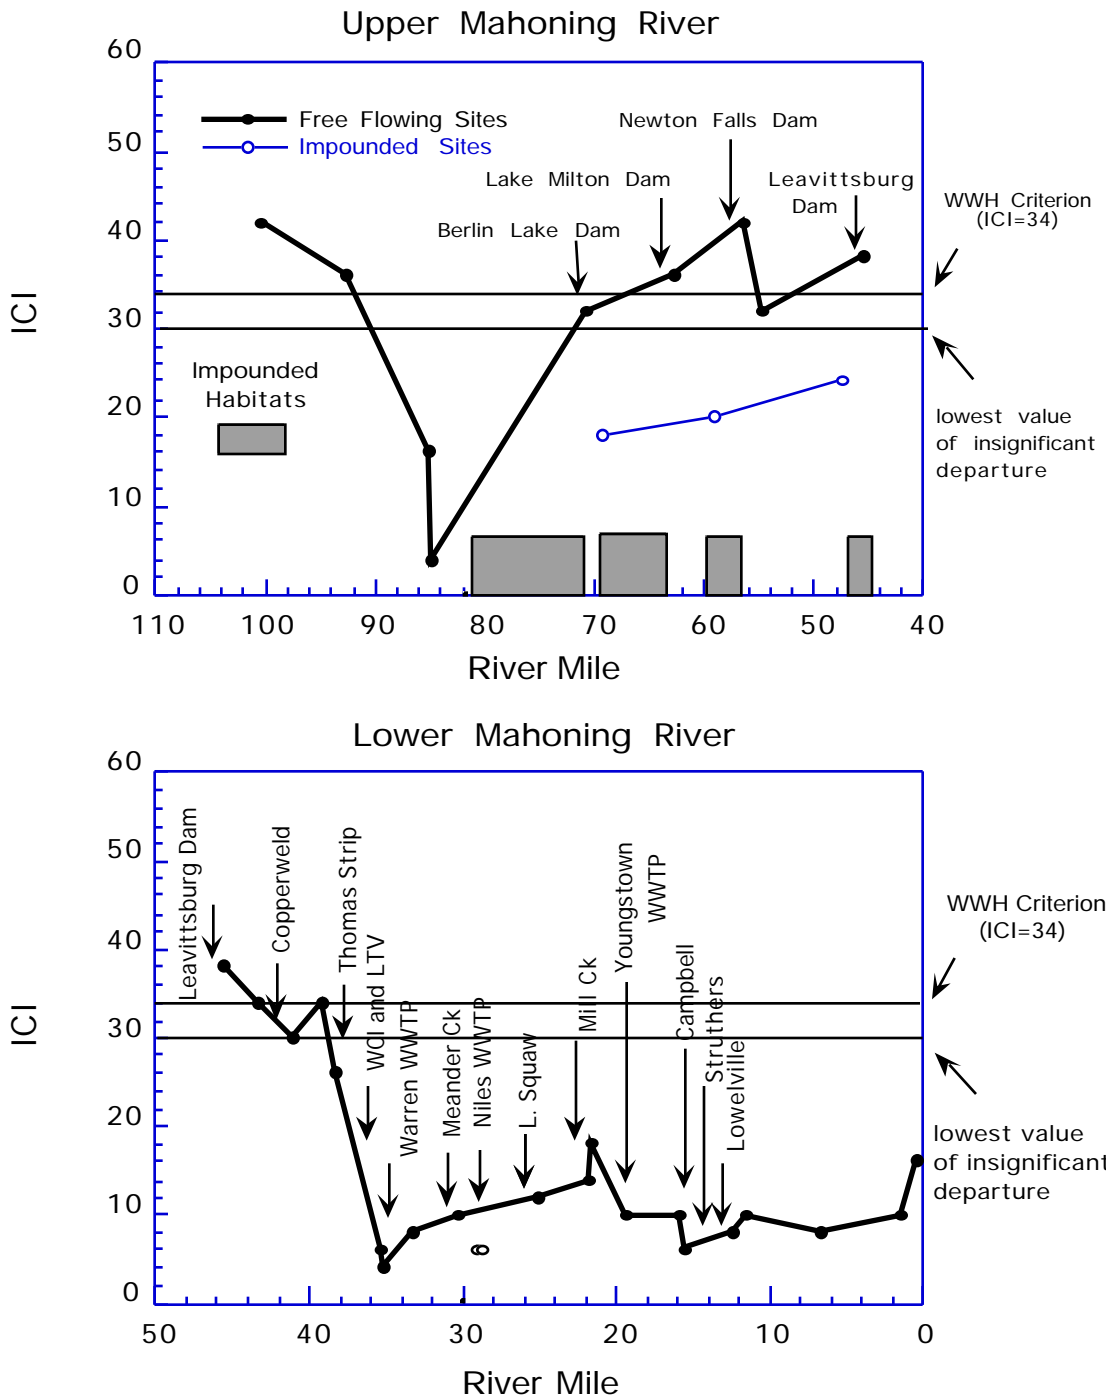 Upper Mahoning River
60
50
40
30
20
10
0
ICI
Free Flowing Sites
Impounded Sites
Newton Falls Dam
Lake Milton Dam
Leavittsburg
Dam
Berlin Lake Dam
WWH Criterion
(ICI=34)
Impounded
Habitats
lowest value
of insignificant
departure
110 100 90 80 70 60 50 40
River Mile
Lower Mahoning River
60
50
40
30
20
10
0
ICI
Leavittsburg Dam
Copperweld
Thomas Strip
WCI and LTV
Warren WWTP
Meander Ck
Niles WWTP
L. Squaw
Mill Ck
Youngstown
WWTP
Campbell
Struthers
Lowelville
WWH Criterion
(ICI=34)
lowest value
of insignificant
departure
50 40 30 20 10 0
River Mile